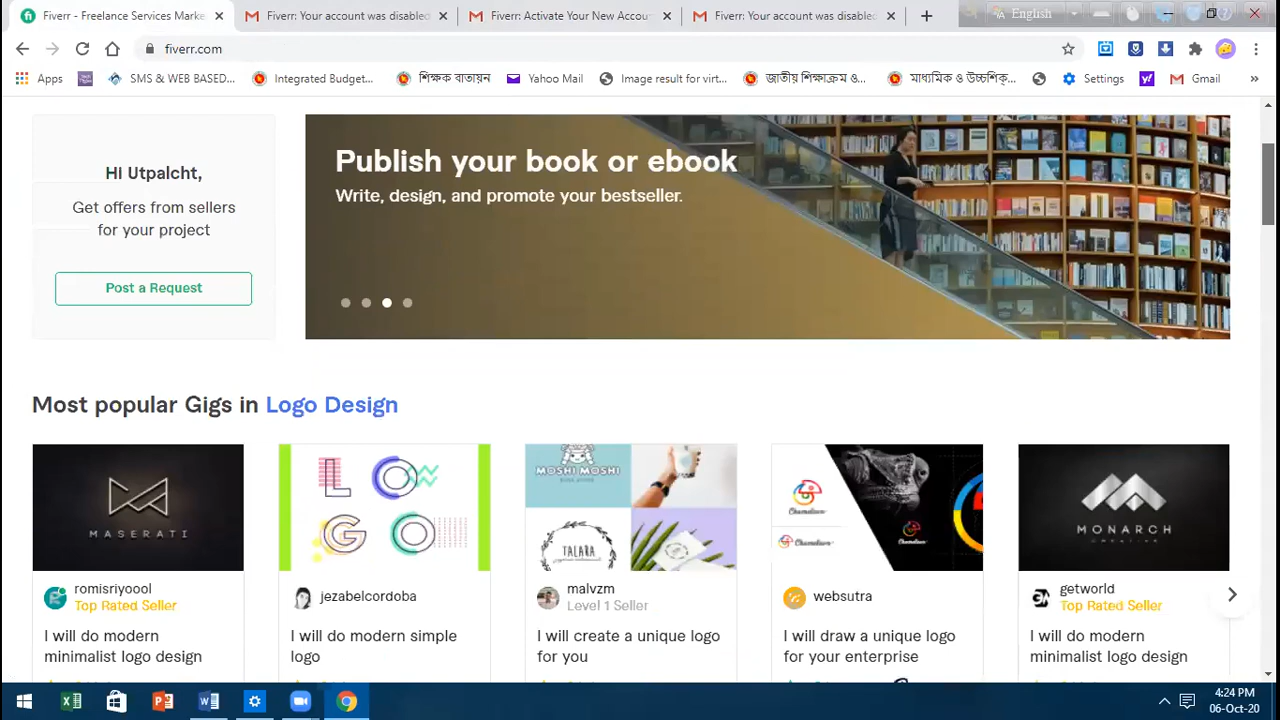 Fiverr - Freelance Services Marke
Fiverr: Your account was disabled
Fiverr: Activate Your New Accou
Fiverr: Your account was disabled
English
fiverr.com
Apps
SMS & WEB BASED...
Integrated Budget...
শিক্ষক বাতায়ন
Yahoo Mail
Image result for virt...
জাতীয় শিক্ষাক্রম ও...
মাধ্যমিক ও উচ্চশিক্...
Settings
Gmail
Hi Utpalcht,
Get offers from sellers
for your project
Post a Request
Publish your book or ebook
Write, design, and promote your bestseller.
Most popular Gigs in Logo Design
MASERATI
LOGO
MOSHI MOSHI
TALARA
Chameleon
Chameleon
MONARCH
romisriyoool
Top Rated Seller
I will do modern
minimalist logo design
jezabelcordoba
I will do modern simple
logo
malvzm
Level 1 Seller
I will create a unique logo
for you
websutra
I will draw a unique logo
for your enterprise
getworld
Top Rated Seller
I will do modern
minimalist logo design
4:24 PM
06-Oct-20